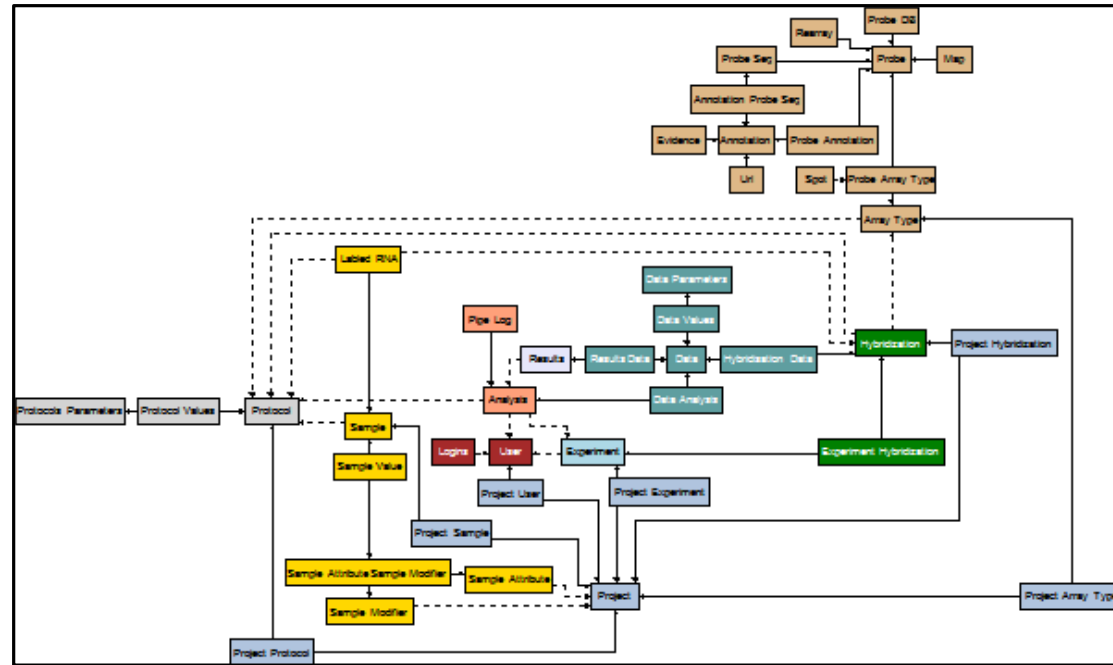 Probe DB
Rearray
Probe Seq
Probe
Map
Annotation Probe Seq
Evidence
Annotation
Probe Annotation
Url
Spot
Probe Array Type
Array Type
Labled RNA
Data Parameters
Pipe Log
Data Values
Hybridization
Project Hybridization
Results
Results Data
Data
Hybridization Data
Analysis
Data Analysis
Protocols Parameters
Protocol Values
Protocol
Sample
Logins
User
Experiment
Experiment Hybridization
Sample Value
Project User
Project Experiment
Project Sample
Sample Attribute Sample Modifier
Sample Attribute
Sample Modifier
Project
Project Array Type
Project Protocol